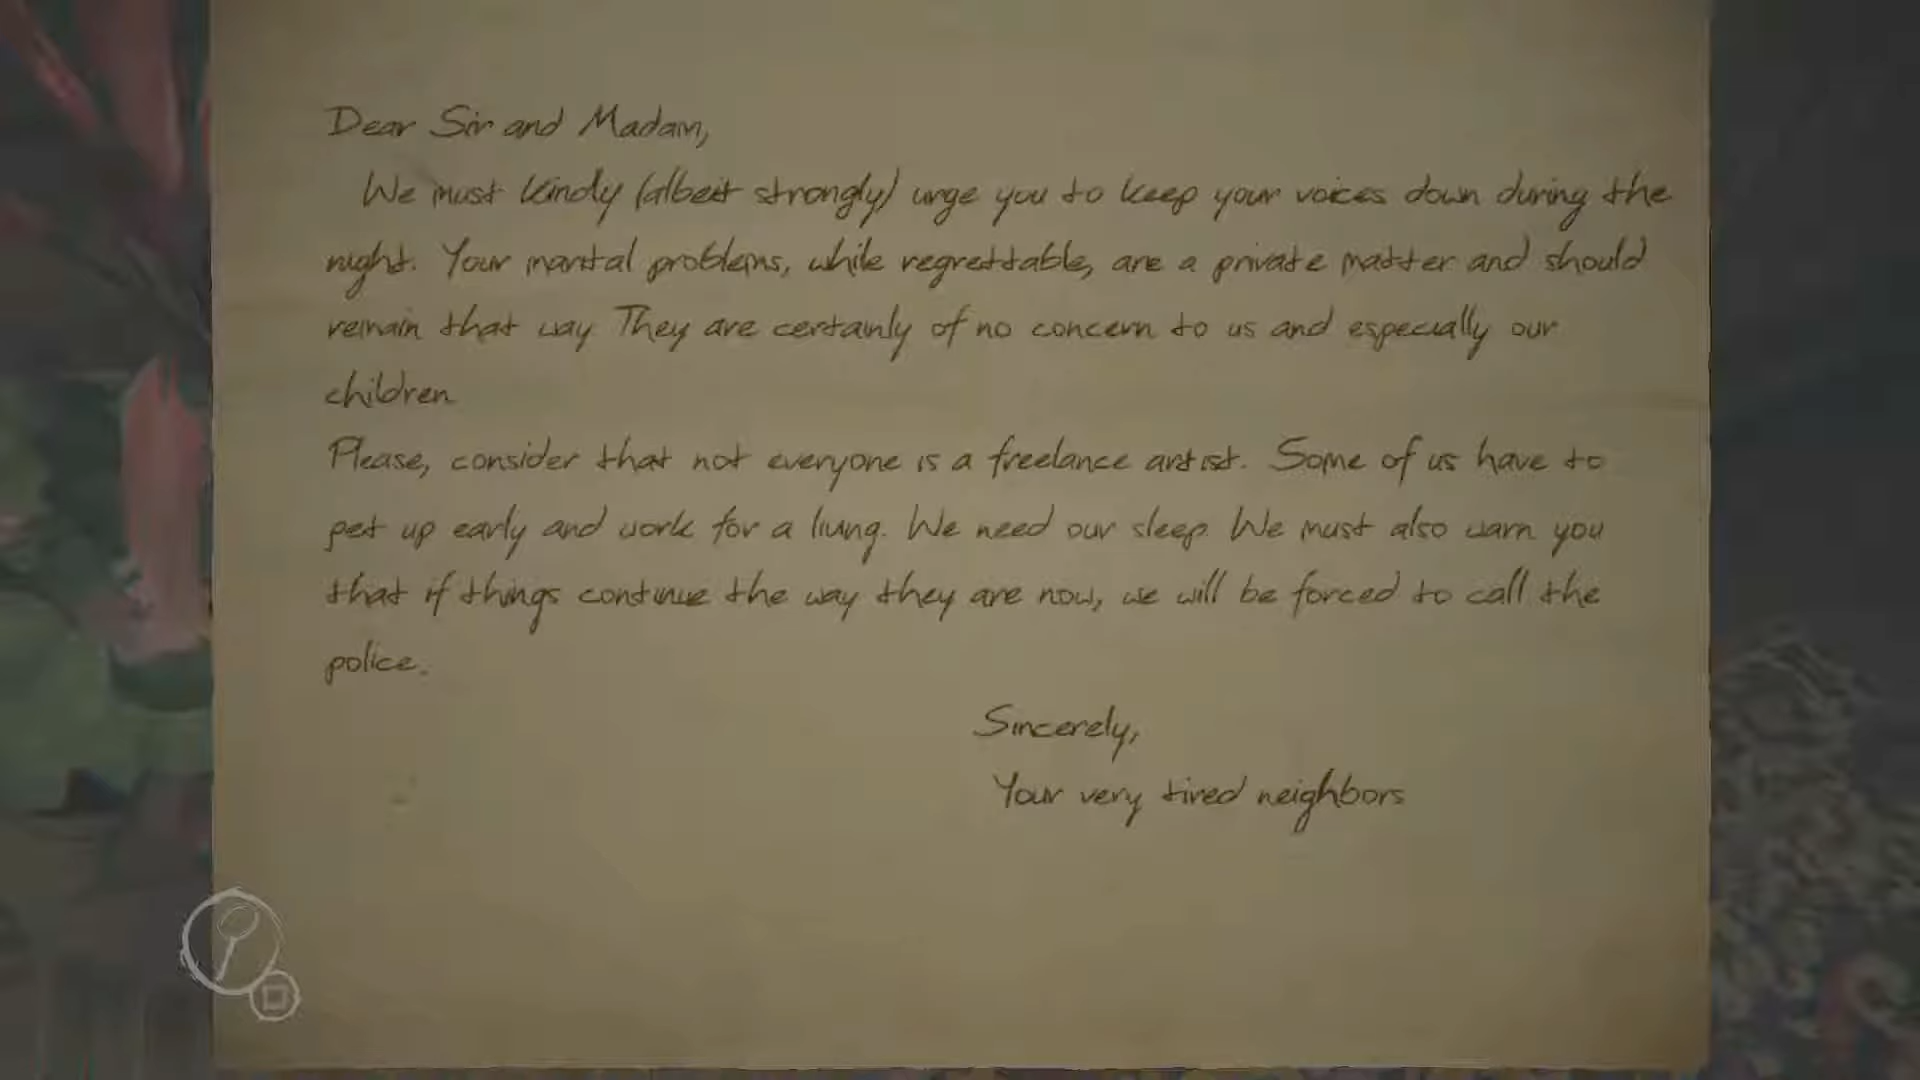 Dear Sir and Madam,
We must kindy (albeit strongly) urge you to keep your voices down during the
night. Your marital problems, while regrettable, are a private matter and should
remain that way. They are certainly of no concern to us and especially our
children.
Please, consider that not everyone is a freelance artist. Some of us have to
get up early and work for a living. We need our sleep. We must also warn you
that if things continue the way they are now, we will be forced to call the
police.
Sincerely,
Your very tired neighbors